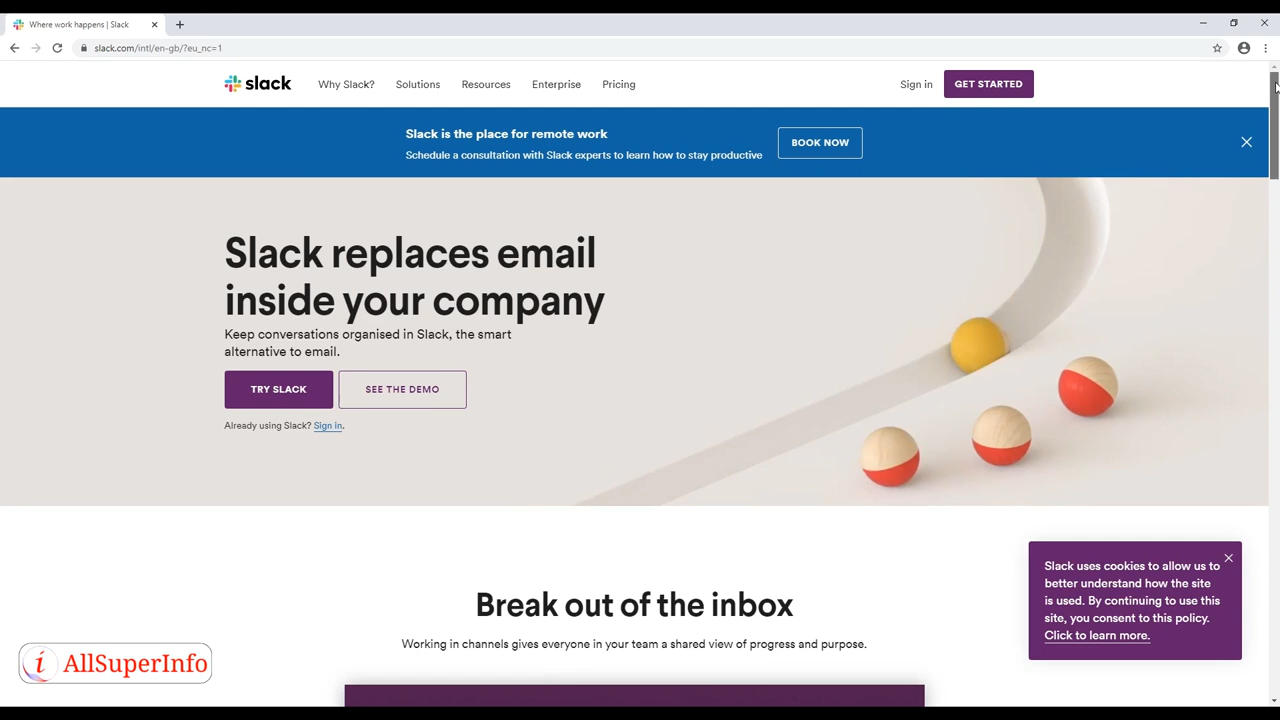 Where work happens | Slack
slack.com/intl/en-gb/?eu_nc=1
slack
Why Slack?
Solutions
Resources
Enterprise
Pricing
Sign in
GET STARTED
Slack is the place for remote work
Schedule a consultation with Slack experts to learn how to stay productive
BOOK NOW
Slack replaces email
inside your company
Keep conversations organised in Slack, the smart
alternative to email.
TRY SLACK
SEE THE DEMO
Already using Slack? Sign in.
Break out of the inbox
Working in channels gives everyone in your team a shared view of progress and purpose.
Slack uses cookies to allow us to
better understand how the site
is used. By continuing to use this
site, you consent to this policy.
Click to learn more.
i AllSuperInfo